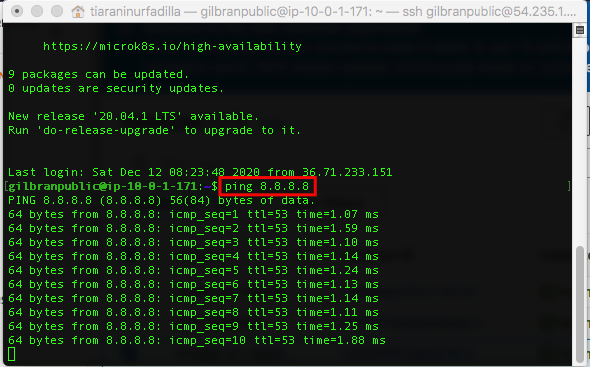 tiaraninurfadilla — gilbranpublic@ip-10-0-1-171: ~ — ssh gilbranpublic@54.235.1....
https://microk8s.io/high-availability
9 packages can be updated.
0 updates are security updates.
New release '20.04.1 LTS' available.
Run 'do-release-upgrade' to upgrade to it.
Last login: Sat Dec 12 08:23:48 2020 from 36.71.233.151
[gilbranpublic@ip-10-0-1-171:~$ ping 8.8.8.8 ]
PING 8.8.8.8 (8.8.8.8) 56(84) bytes of data.
64 bytes from 8.8.8.8: icmp_seq=1 ttl=53 time=1.07 ms
64 bytes from 8.8.8.8: icmp_seq=2 ttl=53 time=1.59 ms
64 bytes from 8.8.8.8: icmp_seq=3 ttl=53 time=1.10 ms
64 bytes from 8.8.8.8: icmp_seq=4 ttl=53 time=1.14 ms
64 bytes from 8.8.8.8: icmp_seq=5 ttl=53 time=1.24 ms
64 bytes from 8.8.8.8: icmp_seq=6 ttl=53 time=1.13 ms
64 bytes from 8.8.8.8: icmp_seq=7 ttl=53 time=1.14 ms
64 bytes from 8.8.8.8: icmp_seq=8 ttl=53 time=1.11 ms
64 bytes from 8.8.8.8: icmp_seq=9 ttl=53 time=1.25 ms
64 bytes from 8.8.8.8: icmp_seq=10 ttl=53 time=1.88 ms